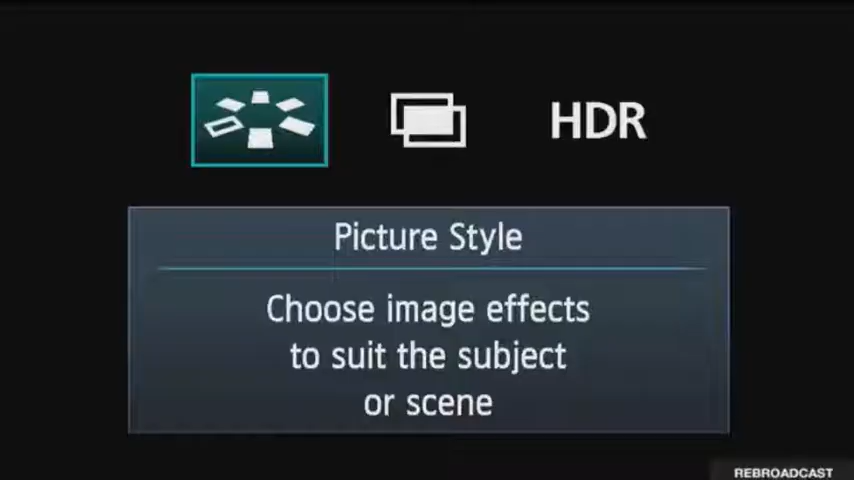 HDR
Picture Style
Choose image effects
to suit the subject
or scene
REBROADCAST